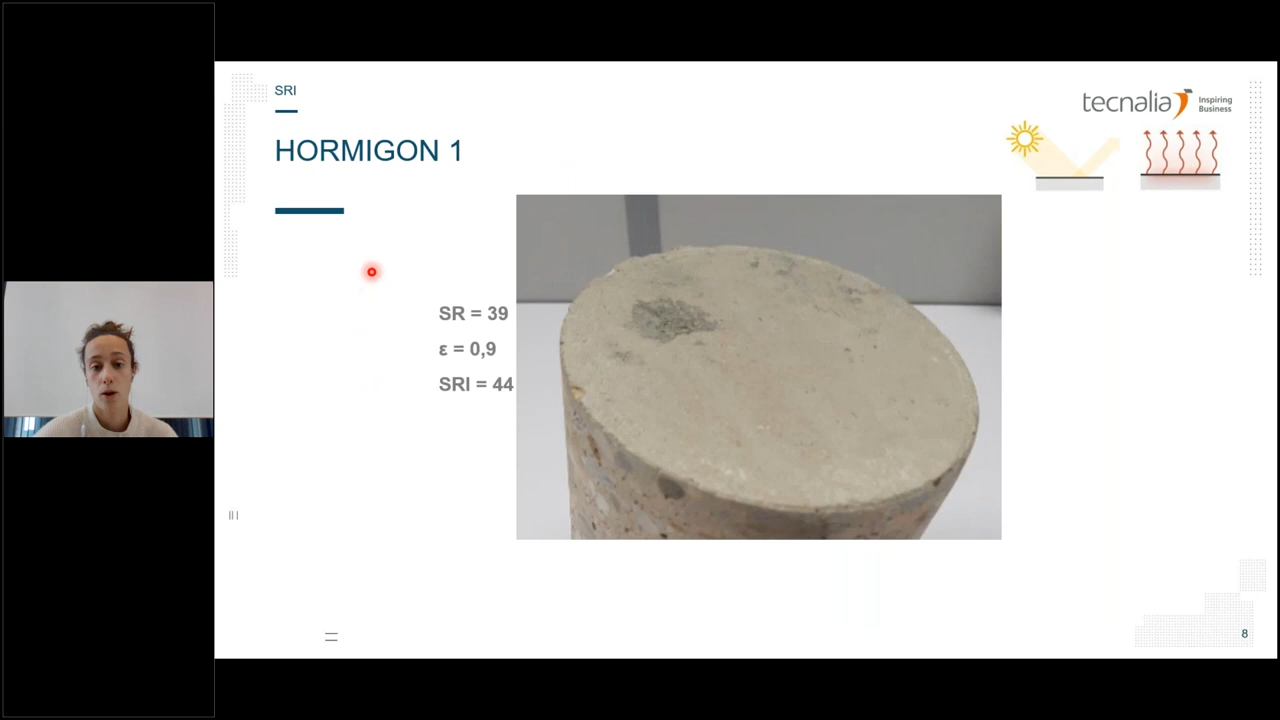 SRI
tecnalia Inspiring
Business
HORMIGON 1
SR = 39
ε = 0,9
SRI = 44
8